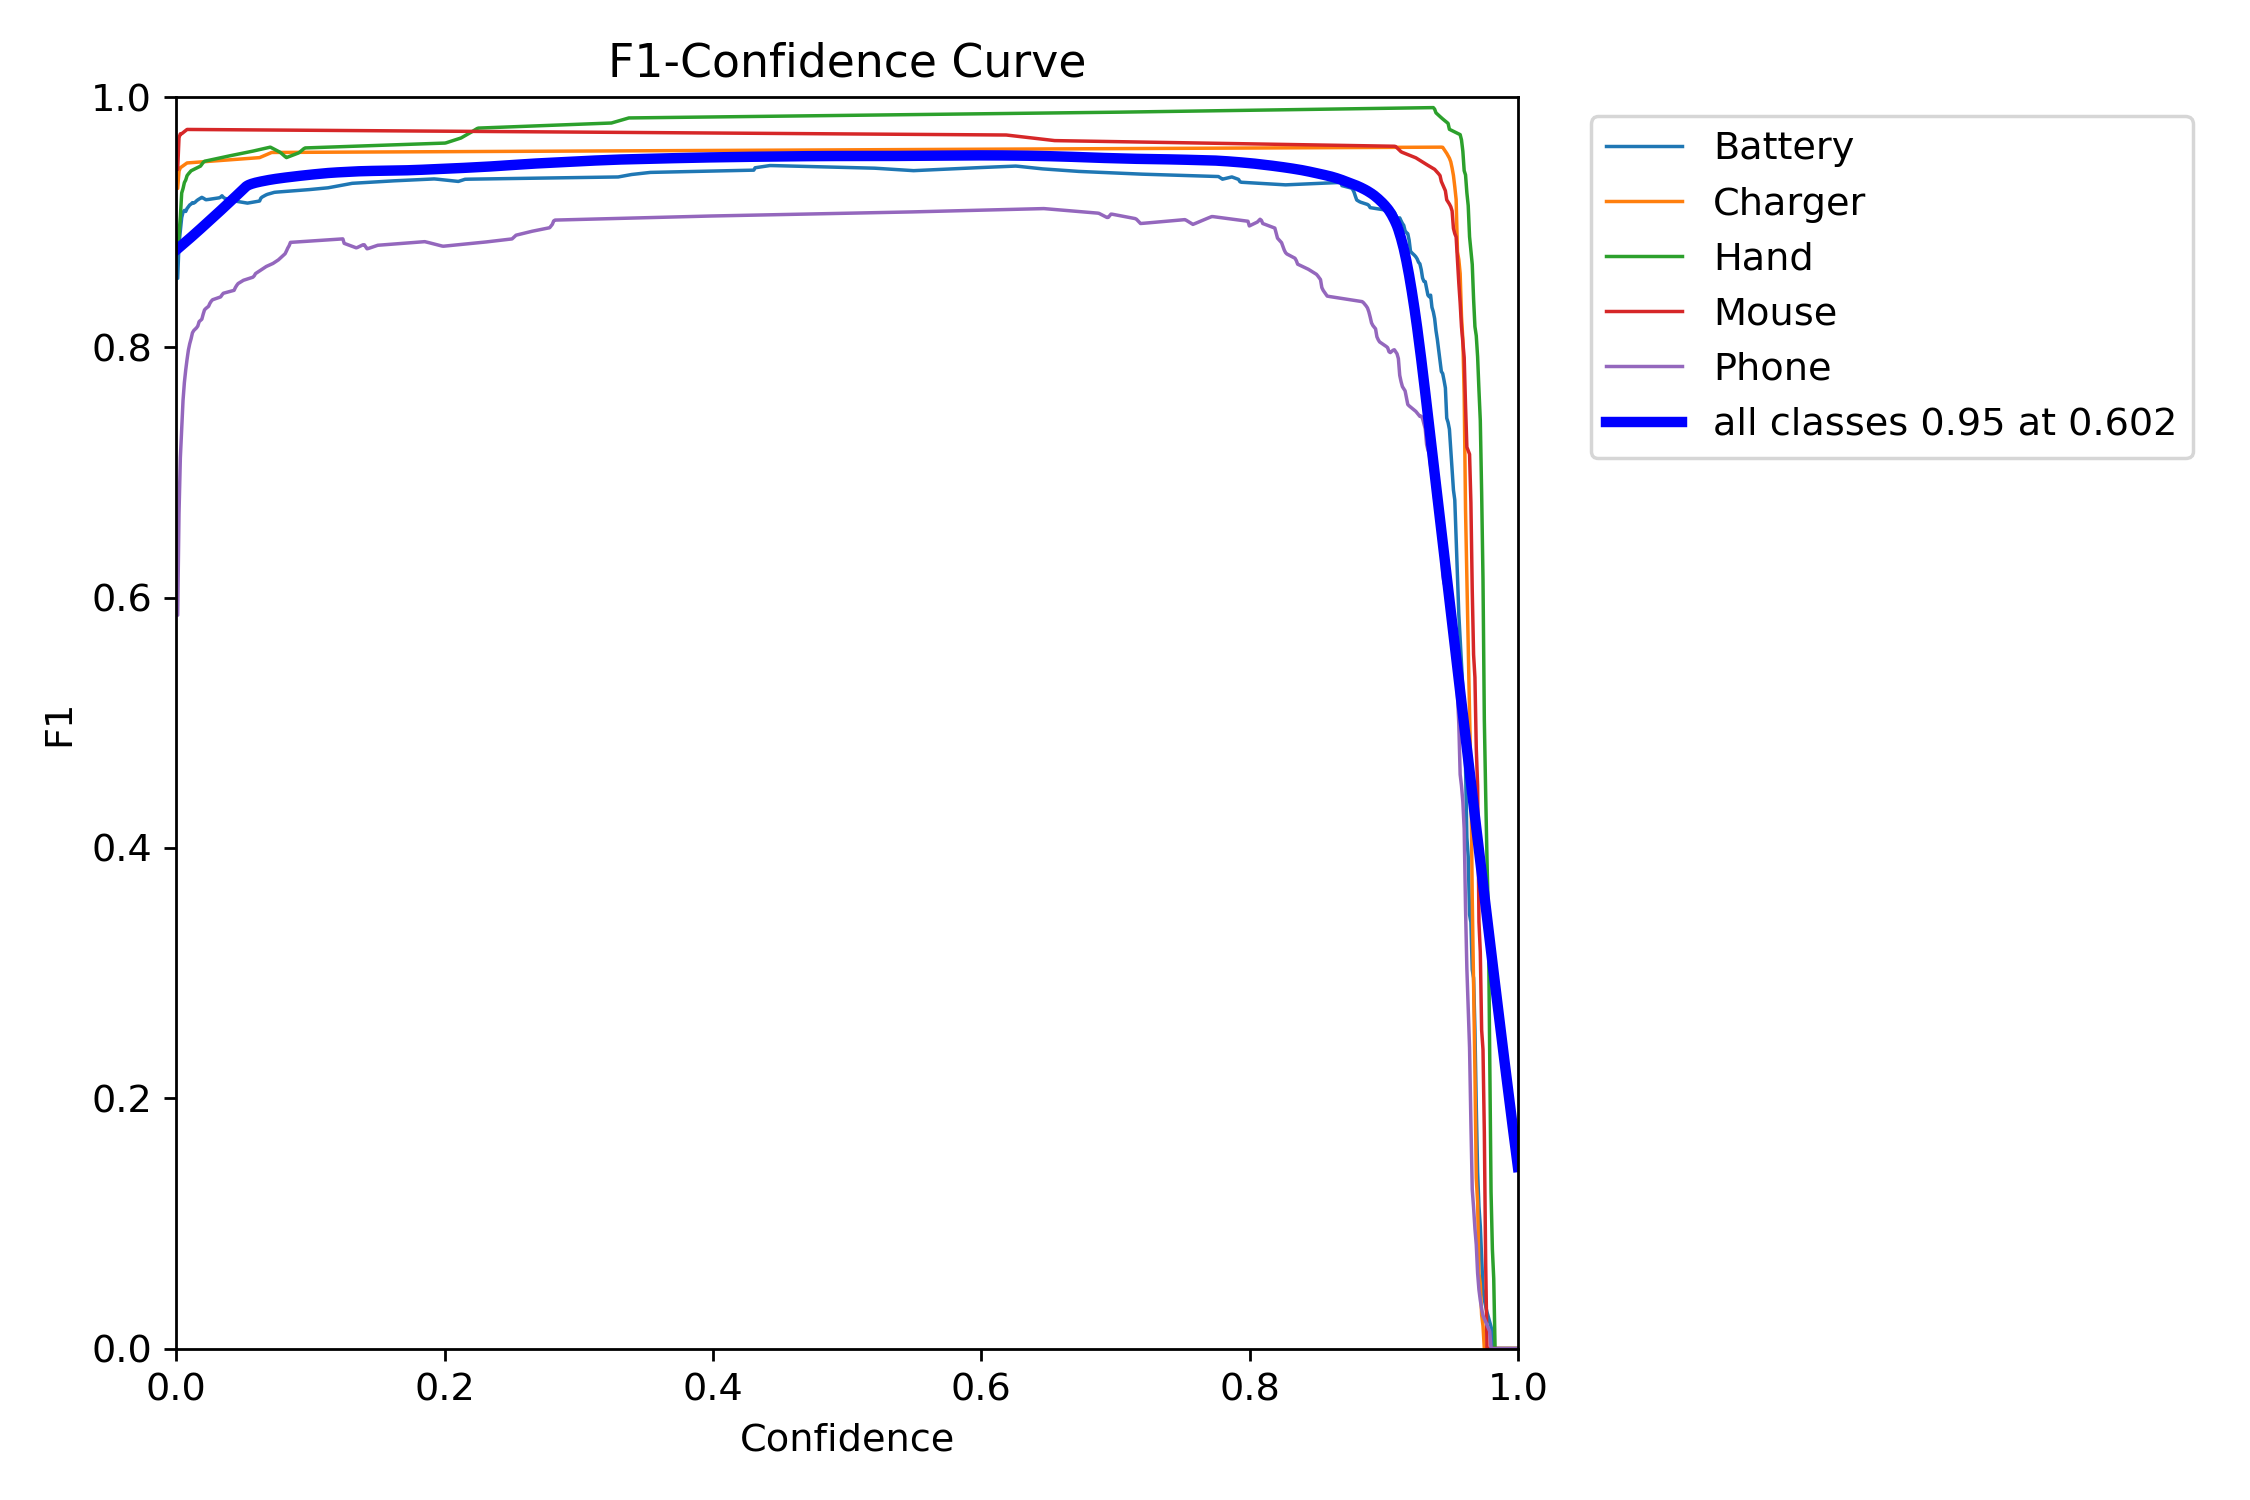 F1-Confidence Curve
1.0
0.8
0.6
0.4
0.2
0.0
F1
0.0 0.2 0.4 0.6 0.8 1.0
Confidence
Battery
Charger
Hand
Mouse
Phone
all classes 0.95 at 0.602